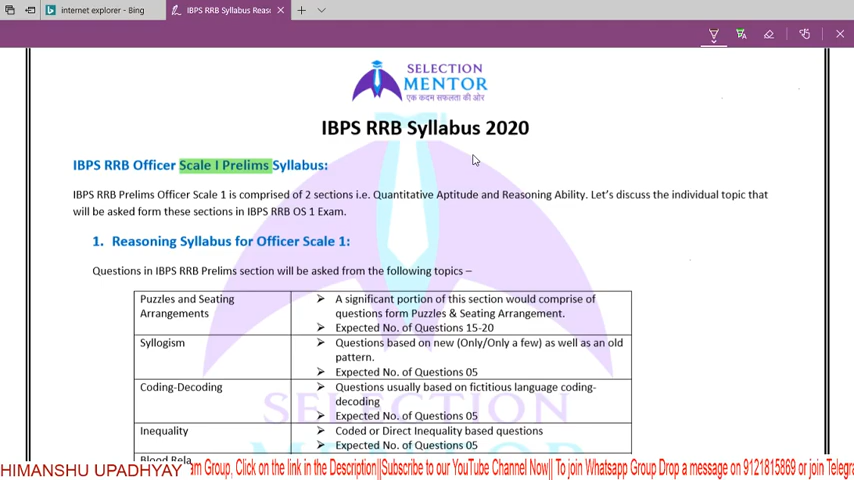 internet explorer - Bing
IBPS RRB Syllabus Reaso
SELECTION
MENTOR
एक कदम सफलता की ओर
IBPS RRB Syllabus 2020
IBPS RRB Officer Scale I Prelims Syllabus:
IBPS RRB Prelims Officer Scale 1 is comprised of 2 sections i.e. Quantitative Aptitude and Reasoning Ability. Let's discuss the individual topic that
will be asked form these sections in IBPS RRB OS 1 Exam.
1. Reasoning Syllabus for Officer Scale 1:
Questions in IBPS RRB Prelims section will be asked from the following topics –
Puzzles and Seating
Arrangements
➢ A significant portion of this section would comprise of
questions form Puzzles & Seating Arrangement.
➢ Expected No. of Questions 15-20
Syllogism
➢ Questions based on new (Only/Only a few) as well as an old
pattern.
➢ Expected No. of Questions 05
Coding-Decoding
➢ Questions usually based on fictitious language coding-
decoding
➢ Expected No. of Questions 05
Inequality
➢ Coded or Direct Inequality based questions
➢ Expected No. of Questions 05
Blood Rela
SELECTION
HIMANSHU UPADHYAY
am Group, Click on the link in the Description||Subscribe to our YouTube Channel Now|| To join Whatsapp Group Drop a message on 9121815869 or join Telegra